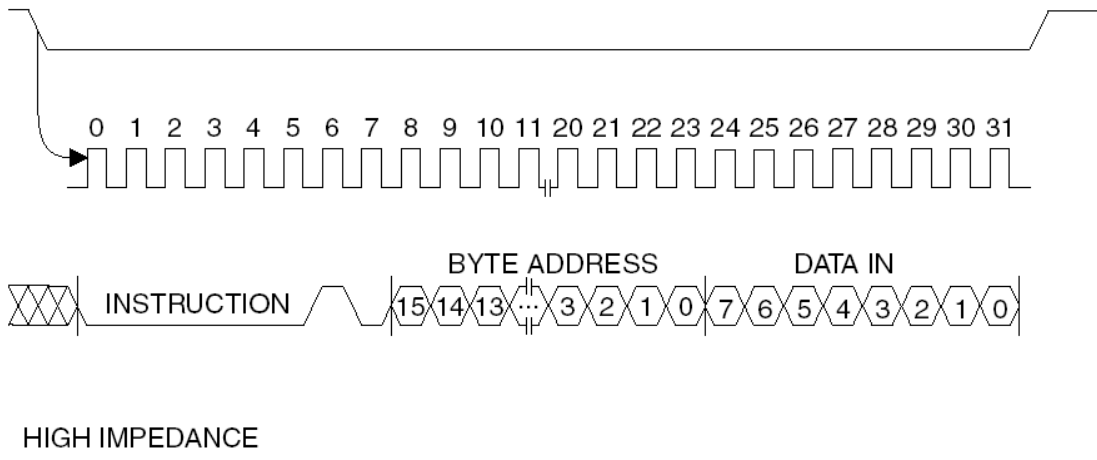 0 1 2 3 4 5 6 7 8 9 10 11 20 21 22 23 24 25 26 27 28 29 30 31
BYTE ADDRESS DATA IN
INSTRUCTION 15 14 13 ... 3 2 1 0 7 6 5 4 3 2 1 0
HIGH IMPEDANCE